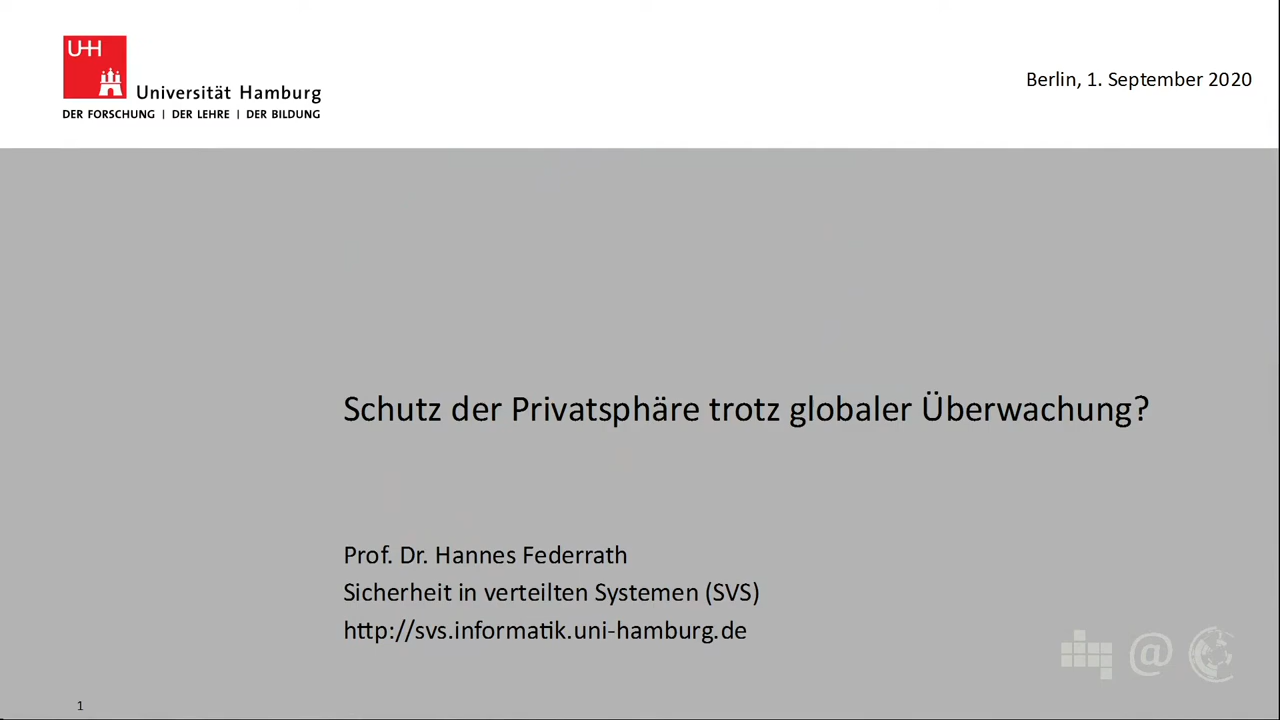 UHH
Universität Hamburg
DER FORSCHUNG | DER LEHRE | DER BILDUNG
Berlin, 1. September 2020
Schutz der Privatsphäre trotz globaler Überwachung?
Prof. Dr. Hannes Federrath
Sicherheit in verteilten Systemen (SVS)
http://svs.informatik.uni-hamburg.de
@
1